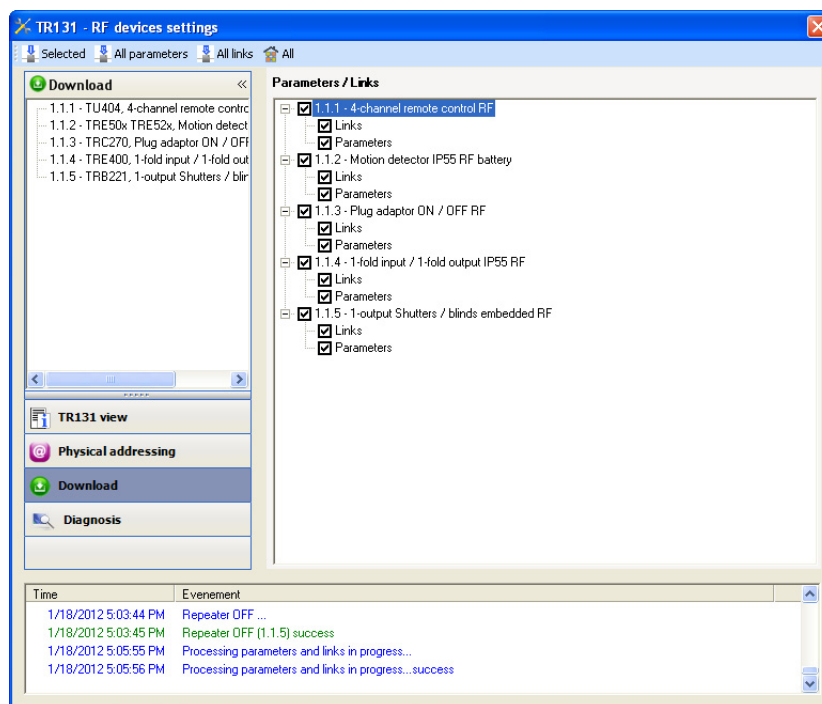 TR131 - RF devices settings
Selected All parameters All links All
Download «
1.1.1 - TU404, 4-channel remote contrc
1.1.2 - TRE50x TRE52x, Motion detect
1.1.3 - TRC270, Plug adaptor ON / OFF
1.1.4 - TRE400, 1-fold input / 1-fold out
1.1.5 - TRB221, 1-output Shutters / blir
TR131 view
Physical addressing
Download
Diagnosis
Parameters / Links
1.1.1 - 4-channel remote control RF
Links
Parameters
1.1.2 - Motion detector IP55 RF battery
Links
Parameters
1.1.3 - Plug adaptor ON / OFF RF
Links
Parameters
1.1.4 - 1-fold input / 1-fold output IP55 RF
Links
Parameters
1.1.5 - 1-output Shutters / blinds embedded RF
Links
Parameters
Time Evenement
1/18/2012 5:03:44 PM Repeater OFF ...
1/18/2012 5:03:45 PM Repeater OFF (1.1.5) success
1/18/2012 5:05:55 PM Processing parameters and links in progress...
1/18/2012 5:05:56 PM Processing parameters and links in progress...success